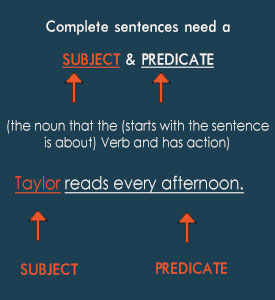 Complete sentences need a
SUBJECT & PREDICATE
(the noun that the (starts with the sentence
is about) Verb and has action)
Taylor reads every afternoon.
SUBJECT PREDICATE